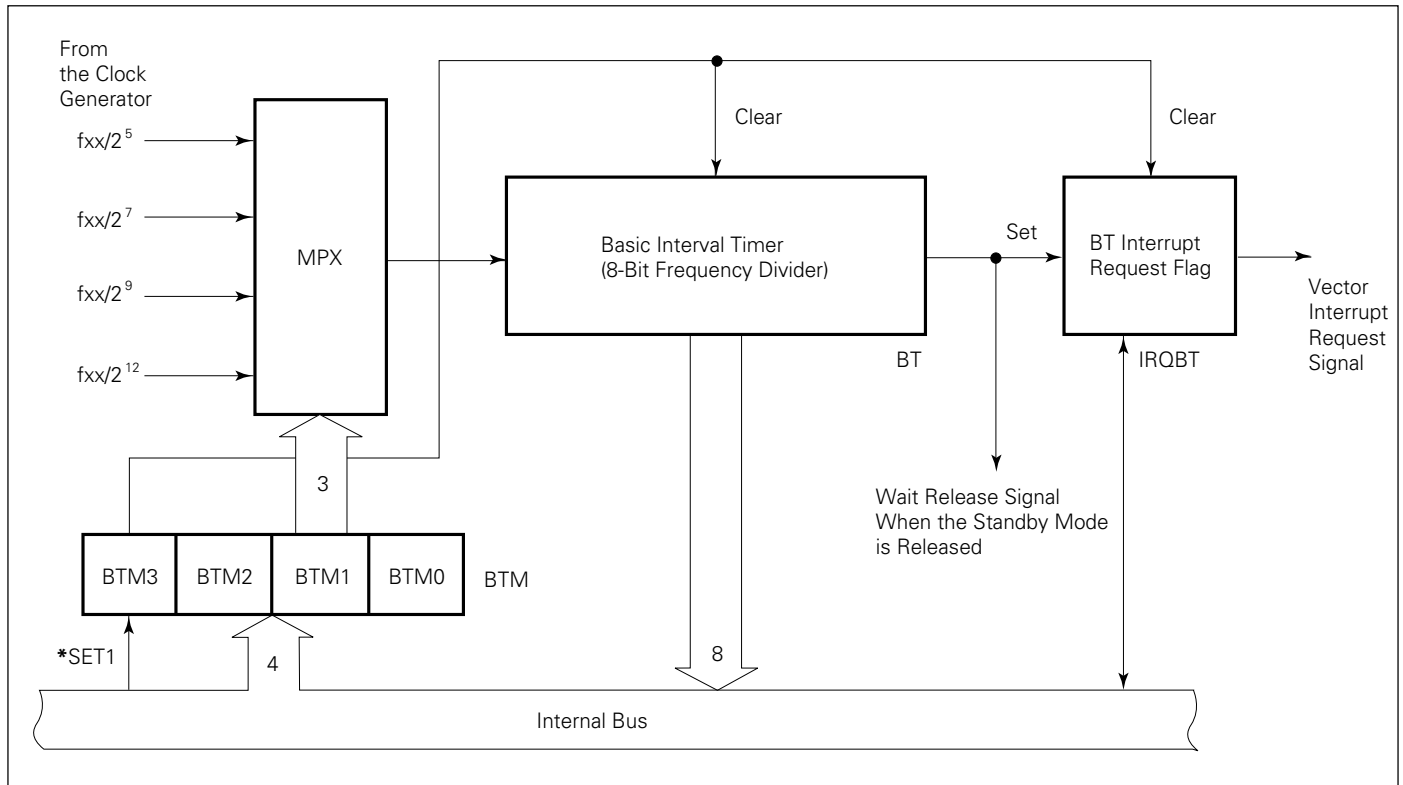 From
the Clock
Generator
fxx/2⁵
fxx/2⁷
fxx/2⁹
fxx/2¹²
MPX
3
Clear
Clear
Basic Interval Timer
(8-Bit Frequency Divider)
BT
Set
BT Interrupt
Request Flag
IRQBT
Vector
Interrupt
Request
Signal
Wait Release Signal
When the Standby Mode
is Released
BTM3 BTM2 BTM1 BTM0 BTM
*SET1
4
8
Internal Bus